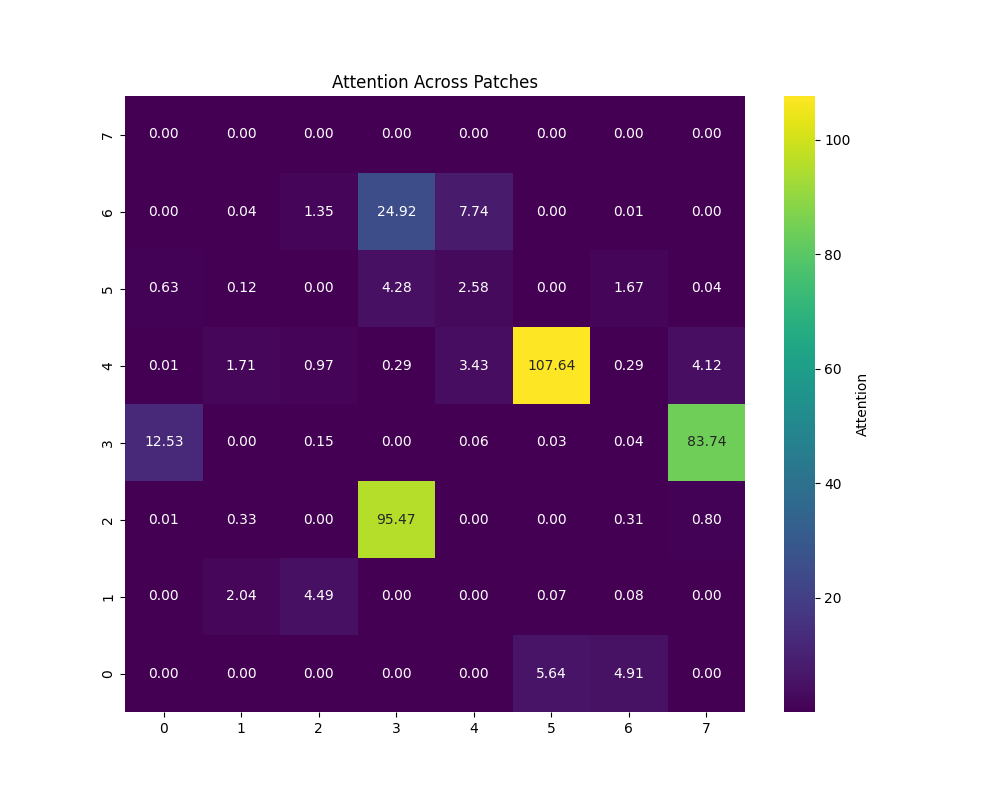 Attention Across Patches
7 0.00 0.00 0.00 0.00 0.00 0.00 0.00 0.00
6 0.00 0.04 1.35 24.92 7.74 0.00 0.01 0.00
5 0.63 0.12 0.00 4.28 2.58 0.00 1.67 0.04
4 0.01 1.71 0.97 0.29 3.43 107.64 0.29 4.12
3 12.53 0.00 0.15 0.00 0.06 0.03 0.04 83.74
2 0.01 0.33 0.00 95.47 0.00 0.00 0.31 0.80
1 0.00 2.04 4.49 0.00 0.00 0.07 0.08 0.00
0 0.00 0.00 0.00 0.00 0.00 5.64 4.91 0.00
0 1 2 3 4 5 6 7
100
80
60
40
20
Attention